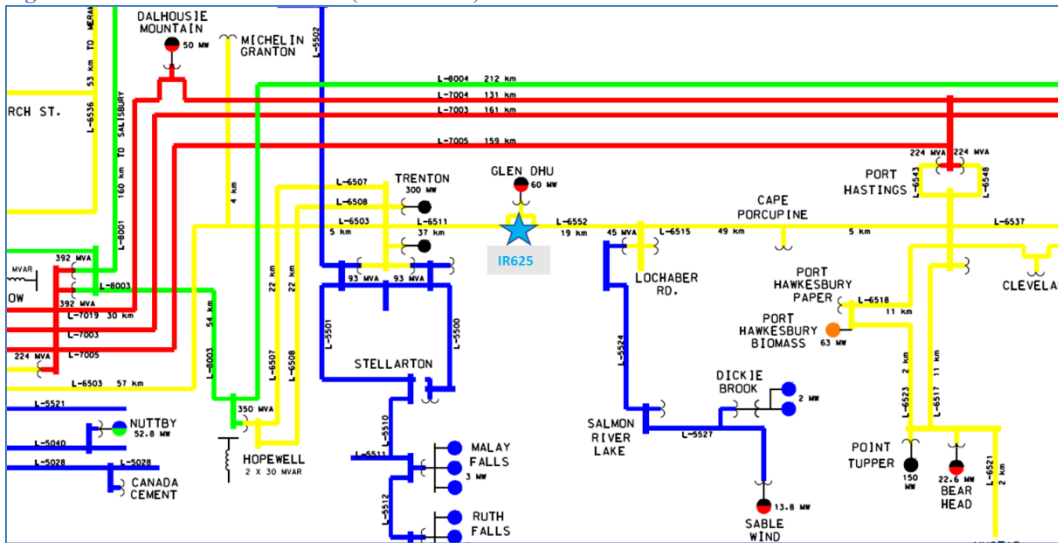 DALHOUSIE
MOUNTAIN
50 MW
MICHELIN
GRANTON
L-5502
53 km TO
L-6536
RCH ST.
160 km TO SALISBURY
L-8001
4 km
L-8004 212 km
L-7004 131 km
L-7003 161 km
L-7005 159 km
224 MVA
224 MVA
L-6543
L-6548
PORT
HASTINGS
TRENTON
300 MW
L-6507
L-6508
L-6503
5 km
L-6511
37 km
GLEN DHU
60 MW
IR625
L-6552
19 km
45 MVA
L-6515
LOCHABER
RD.
CAPE
PORCUPINE
49 km
5 km
L-6537
CLEVELA
MVAR
OW
392 MVA
L-8003
392 MVA
L-7019 30 km
L-7003
L-7005
224 MVA
L-6503 57 km
54 km
L-8003
22 km
L-6507
22 km
L-6508
93 MVA
93 MVA
L-5501
L-5500
STELLARTON
L-5524
PORT
HAWKESBURY
PAPER
L-6518
11 km
PORT
HAWKESBURY
BIOMASS
63 MW
2 km
L-6523
11 km
L-6517
L-5521
NUTTBY
52.8 MW
L-5040
L-5028
L-5028
CANADA
CEMENT
350 MVA
HOPEWELL
2 X 30 MVAR
L-5510
L-5511
MALAY
FALLS
3 MW
L-5512
RUTH
FALLS
SALMON
RIVER
LAKE
DICKIE
BROOK
2 MW
L-5527
13.8 MW
SABLE
WIND
POINT
TUPPER
150
MW
22.6 MW
BEAR
HEAD
L-6521
2 km